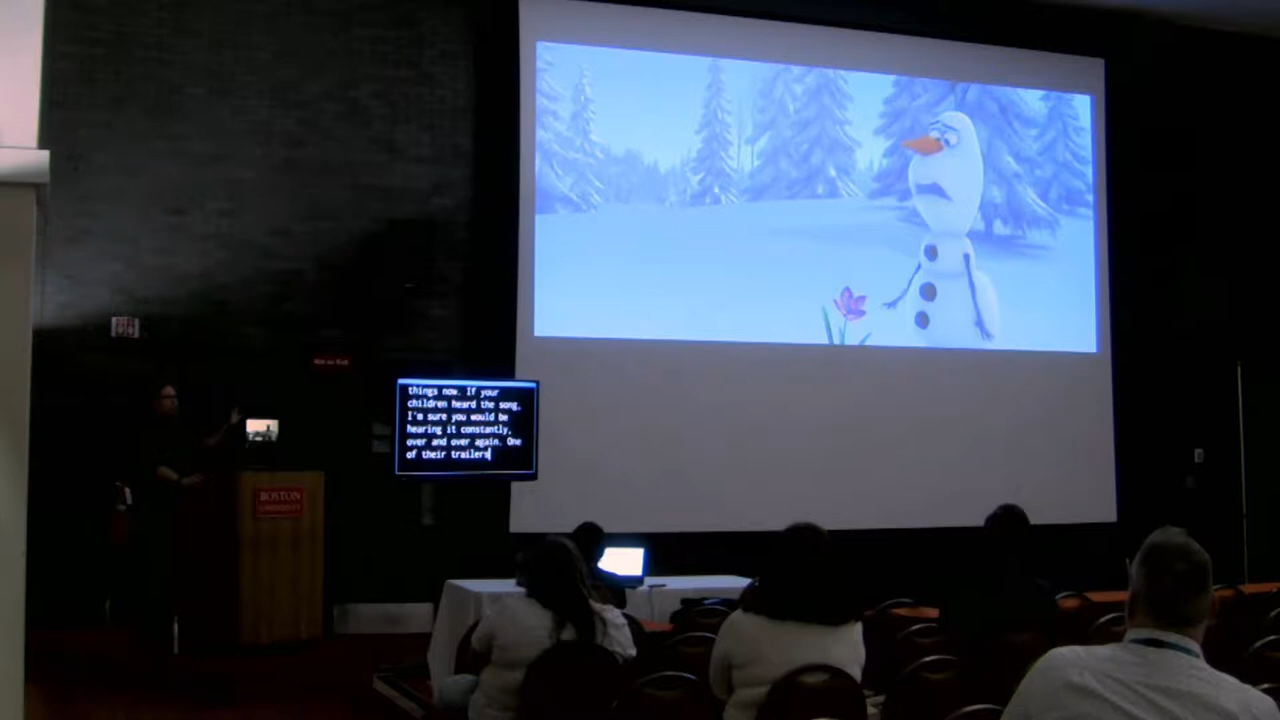 things now. If your
children heard the song,
I'm sure you would be
hearing it constantly,
over and over again. One
of their trailers
BOSTON
UNIVERSITY